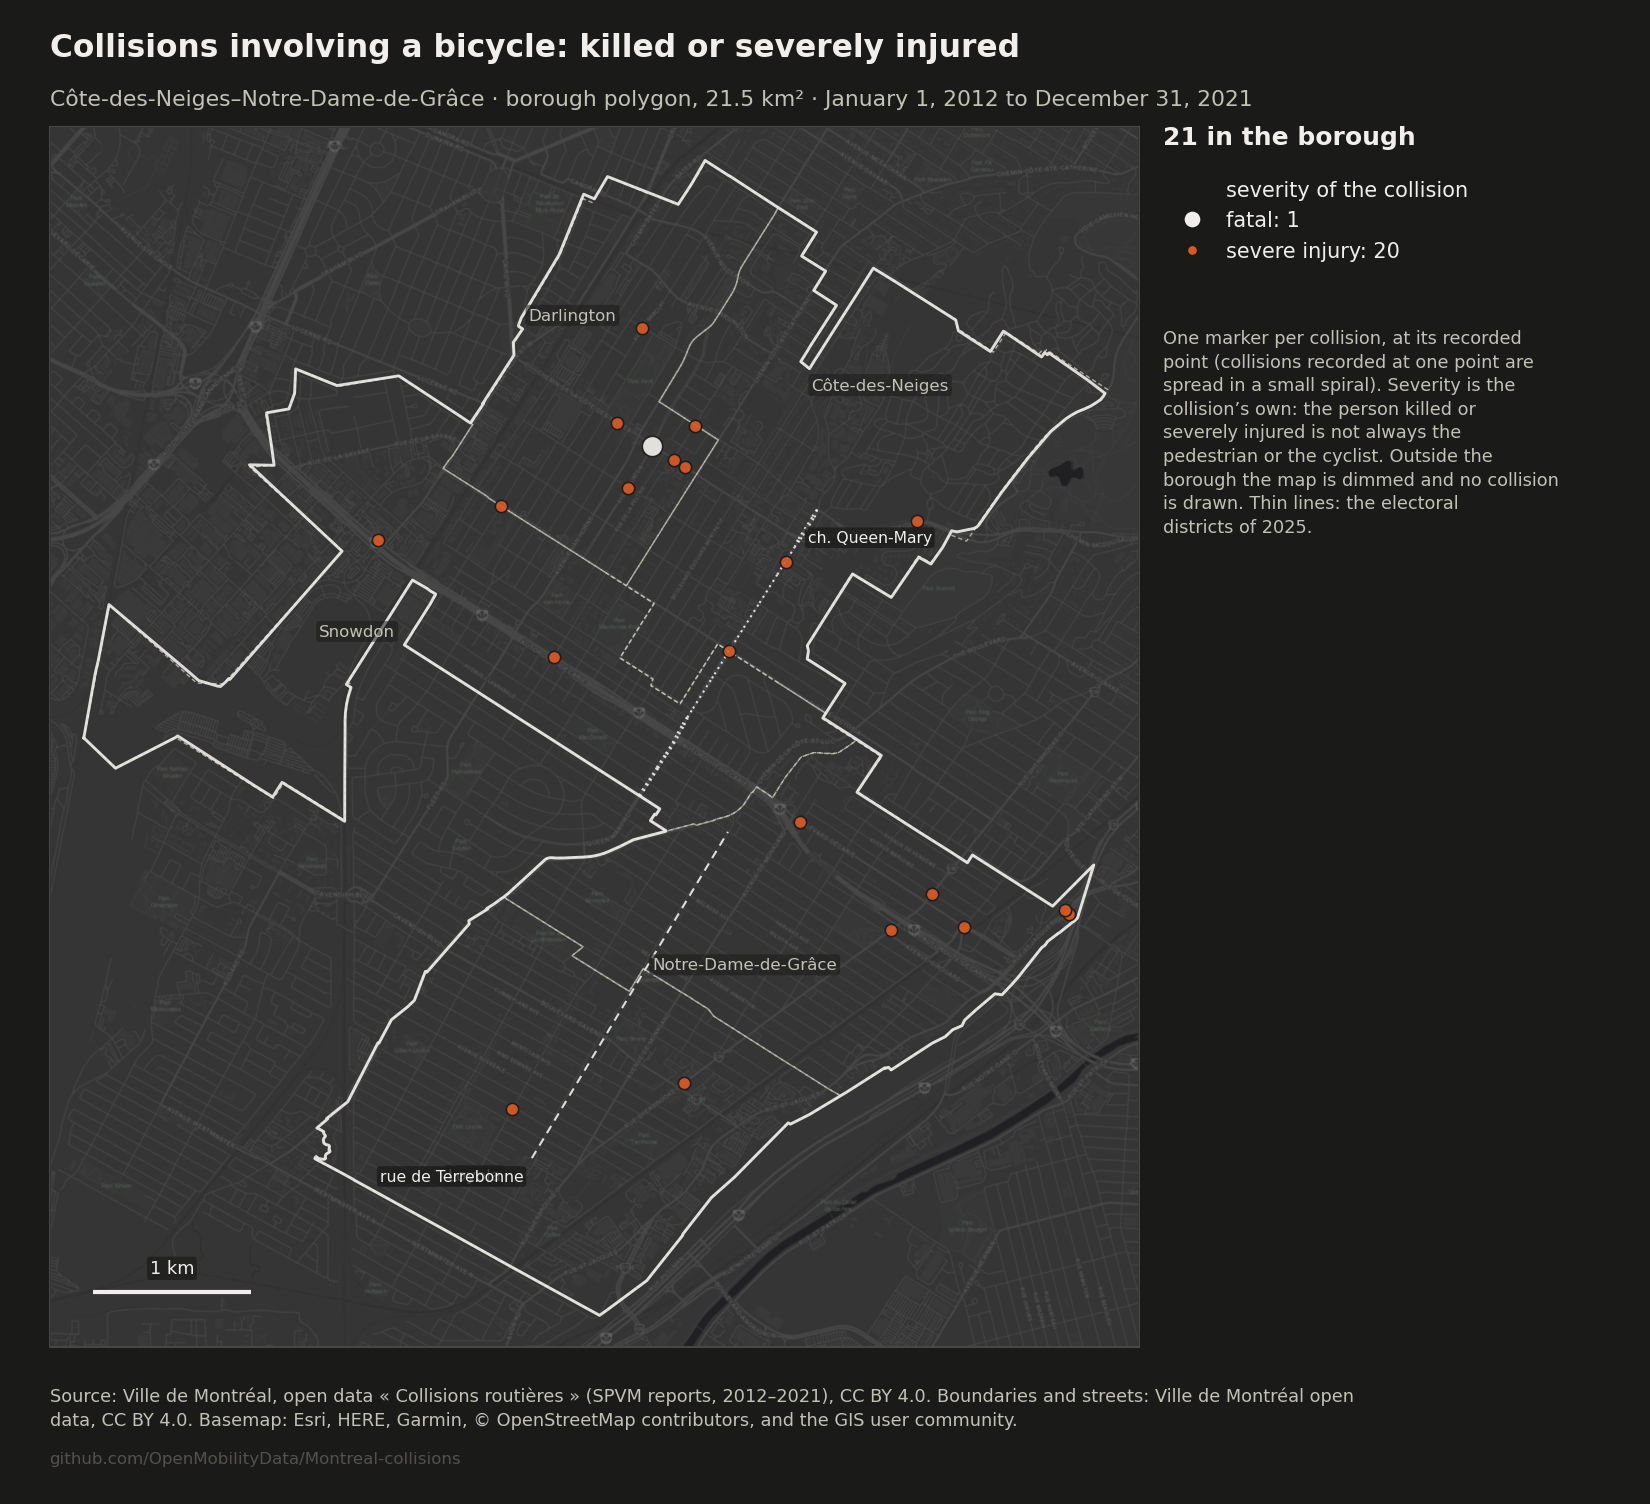 Collisions involving a bicycle: killed or severely injured
Côte-des-Neiges–Notre-Dame-de-Grâce · borough polygon, 21.5 km² · January 1, 2012 to December 31, 2021
21 in the borough
severity of the collision
fatal: 1
severe injury: 20
One marker per collision, at its recorded
point (collisions recorded at one point are
spread in a small spiral). Severity is the
collision’s own: the person killed or
severely injured is not always the
pedestrian or the cyclist. Outside the
borough the map is dimmed and no collision
is drawn. Thin lines: the electoral
districts of 2025.
Darlington
Côte-des-Neiges
ch. Queen-Mary
Snowdon
Notre-Dame-de-Grâce
rue de Terrebonne
1 km
Source: Ville de Montréal, open data « Collisions routières » (SPVM reports, 2012–2021), CC BY 4.0. Boundaries and streets: Ville de Montréal open
data, CC BY 4.0. Basemap: Esri, HERE, Garmin, © OpenStreetMap contributors, and the GIS user community.
github.com/OpenMobilityData/Montreal-collisions